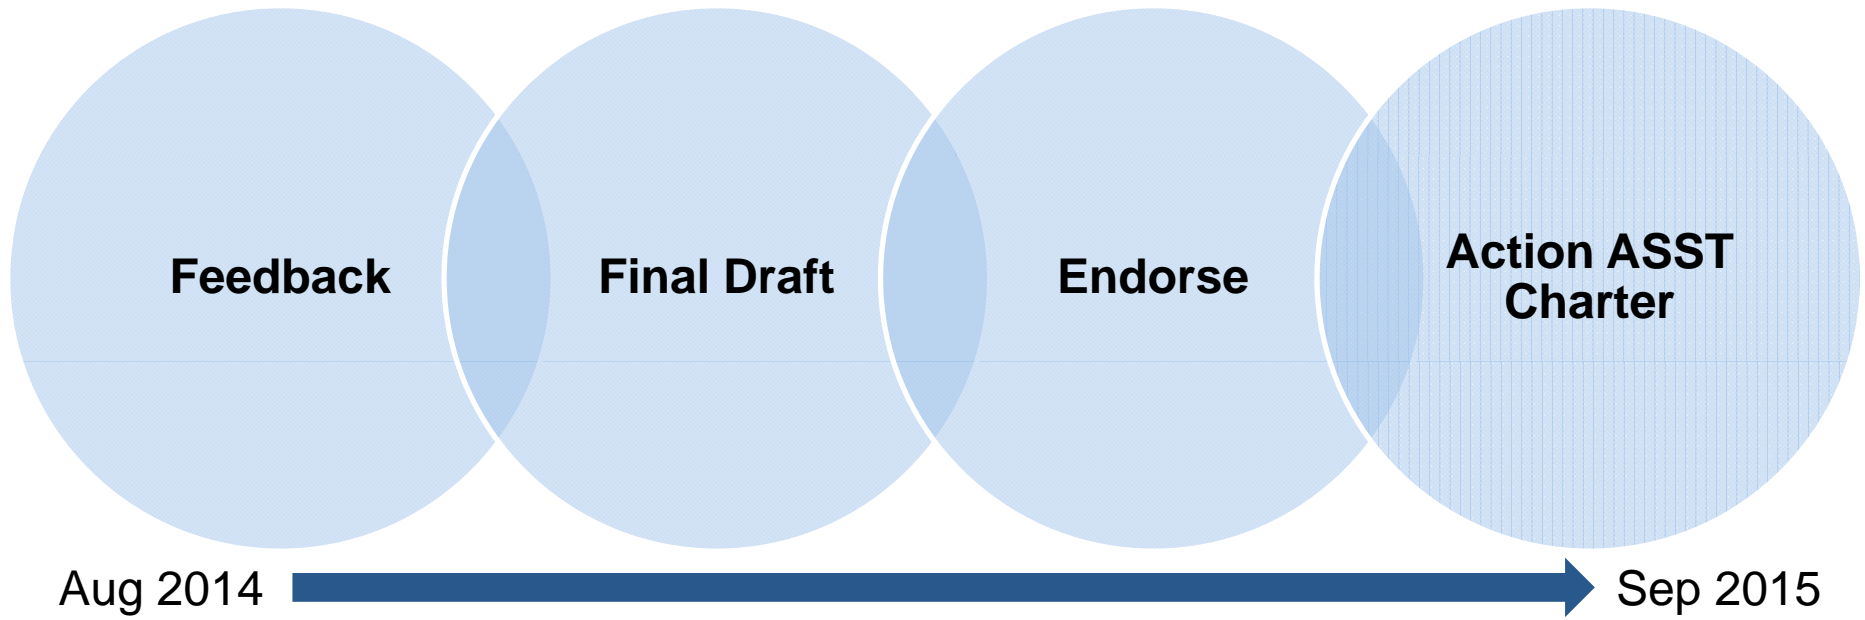 Feedback
Final Draft
Endorse
Action ASST
Charter
Aug 2014
Sep 2015